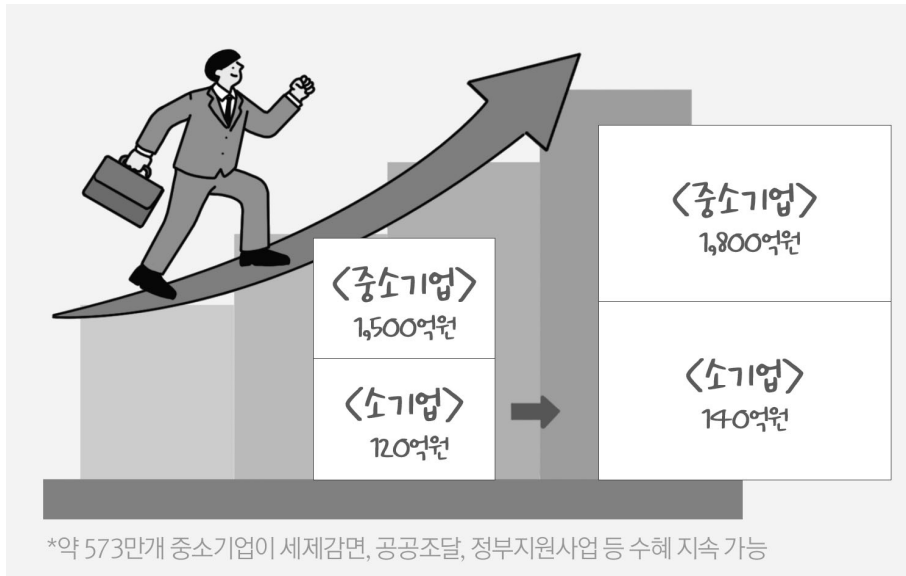 <중소기업>
1,500억원
<소기업>
120억원
<중소기업>
1,800억원
<소기업>
140억원
*약 573만개 중소기업이 세제감면, 공공조달, 정부지원사업 등 수혜 지속 가능